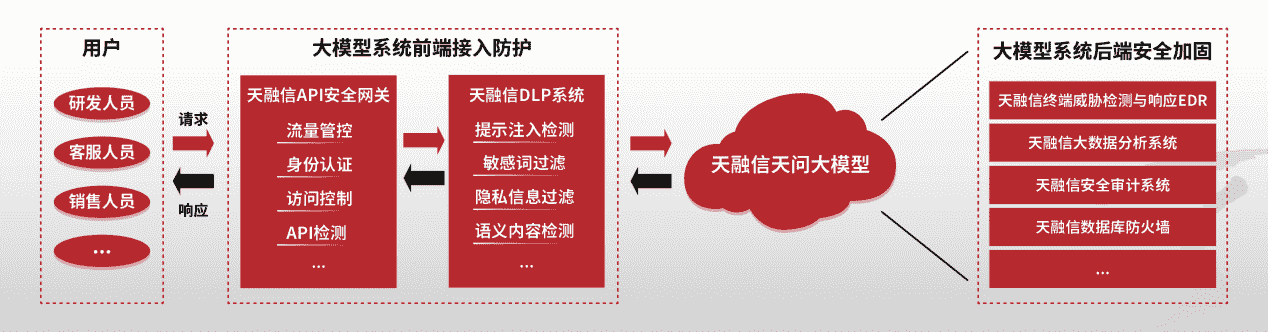 用户
研发人员
客服人员
销售人员
...
请求
响应
大模型系统前端接入防护
天融信API安全网关
流量管控
身份认证
访问控制
API检测
...
天融信DLP系统
提示注入检测
敏感词过滤
隐私信息过滤
语义内容检测
...
天融信天问大模型
大模型系统后端安全加固
天融信终端威胁检测与响应EDR
天融信大数据分析系统
天融信安全审计系统
天融信数据库防火墙
...